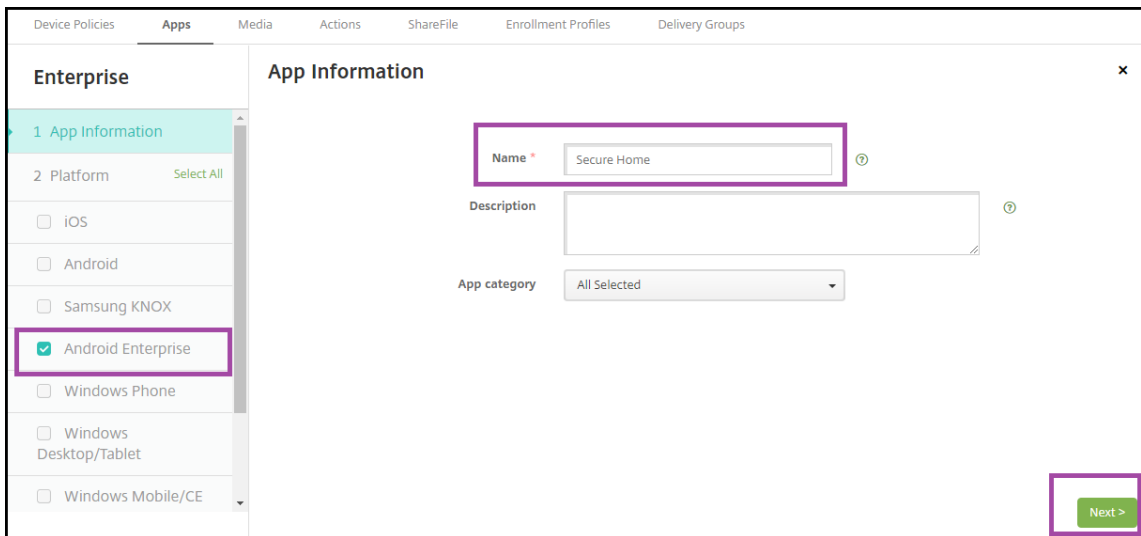 Device Policies Apps Media Actions ShareFile Enrollment Profiles Delivery Groups
Enterprise
1 App Information
2 Platform Select All
iOS
Android
Samsung KNOX
Android Enterprise
Windows Phone
Windows
Desktop/Tablet
Windows Mobile/CE
App Information ×
Name * Secure Home ?
Description ?
App category All Selected
Next >